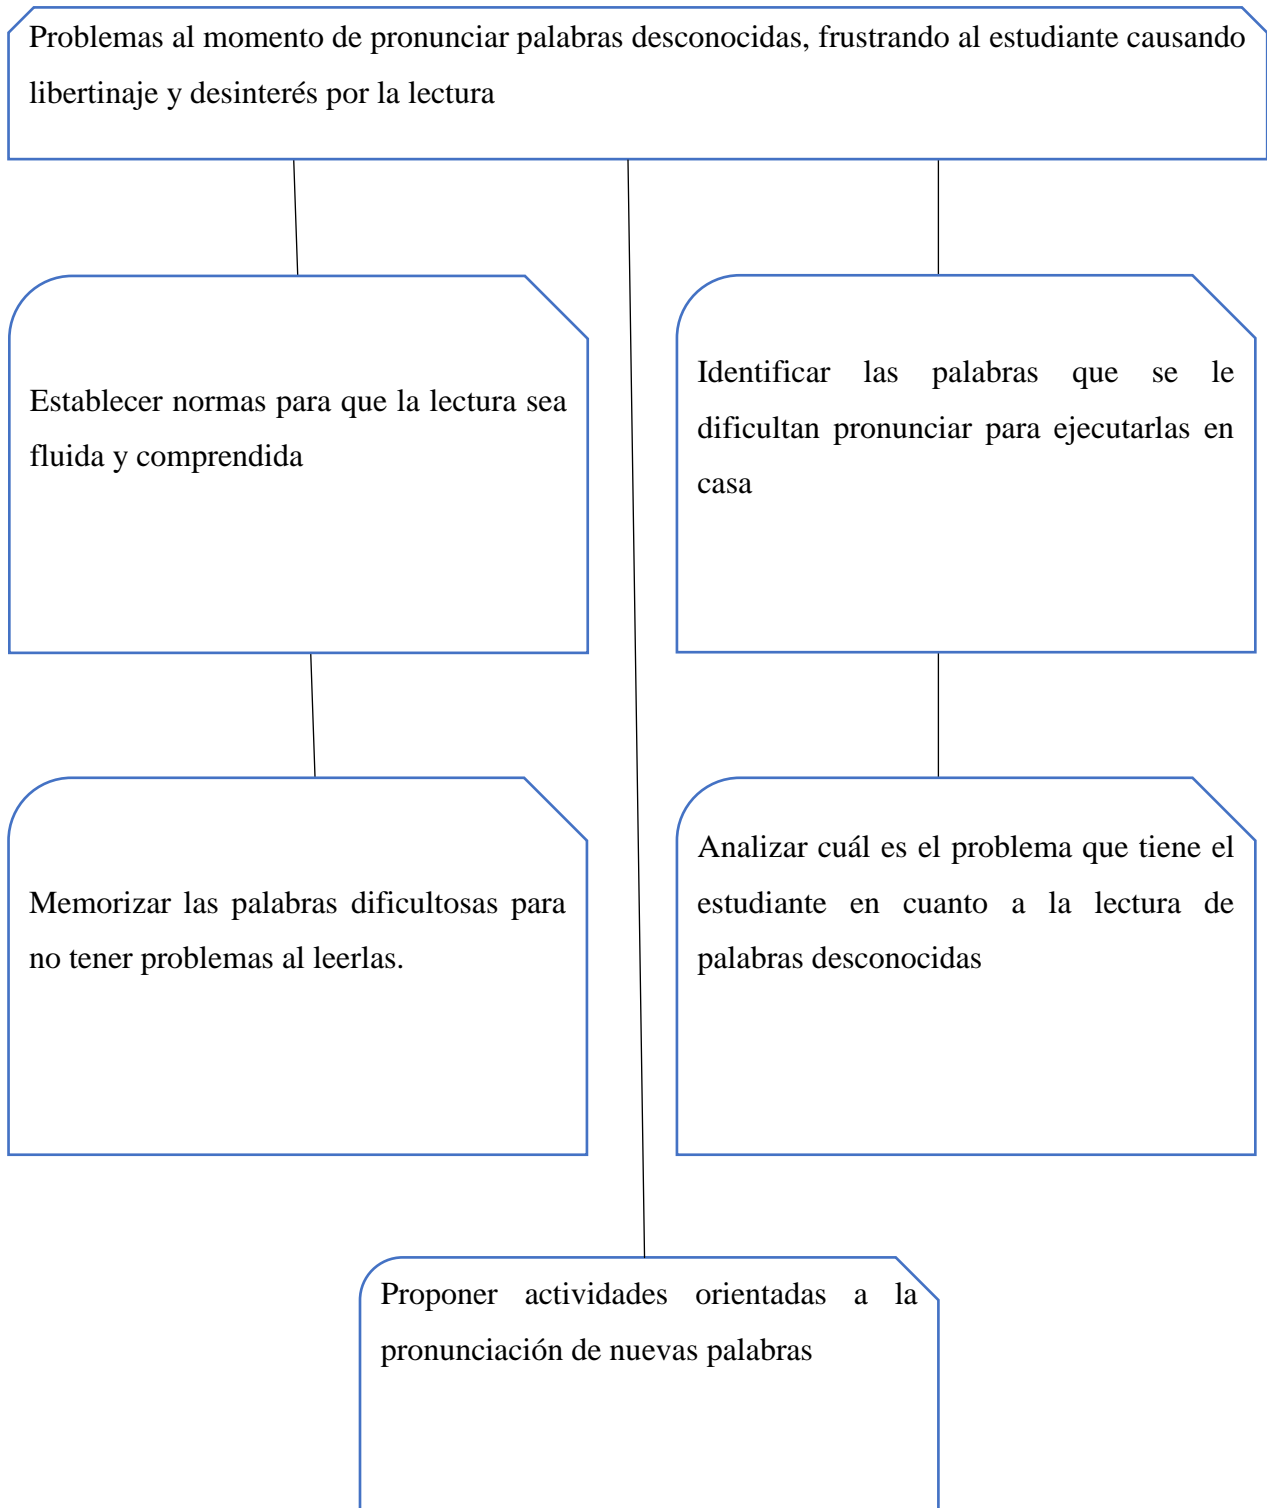 Problemas al momento de pronunciar palabras desconocidas, frustrando al estudiante causando
libertinaje y desinterés por la lectura
Establecer normas para que la lectura sea
fluida y comprendida
Identificar las palabras que se le
dificultan pronunciar para ejecutarlas en
casa
Memorizar las palabras dificultosas para
no tener problemas al leerlas.
Analizar cuál es el problema que tiene el
estudiante en cuanto a la lectura de
palabras desconocidas
Proponer actividades orientadas a la
pronunciación de nuevas palabras